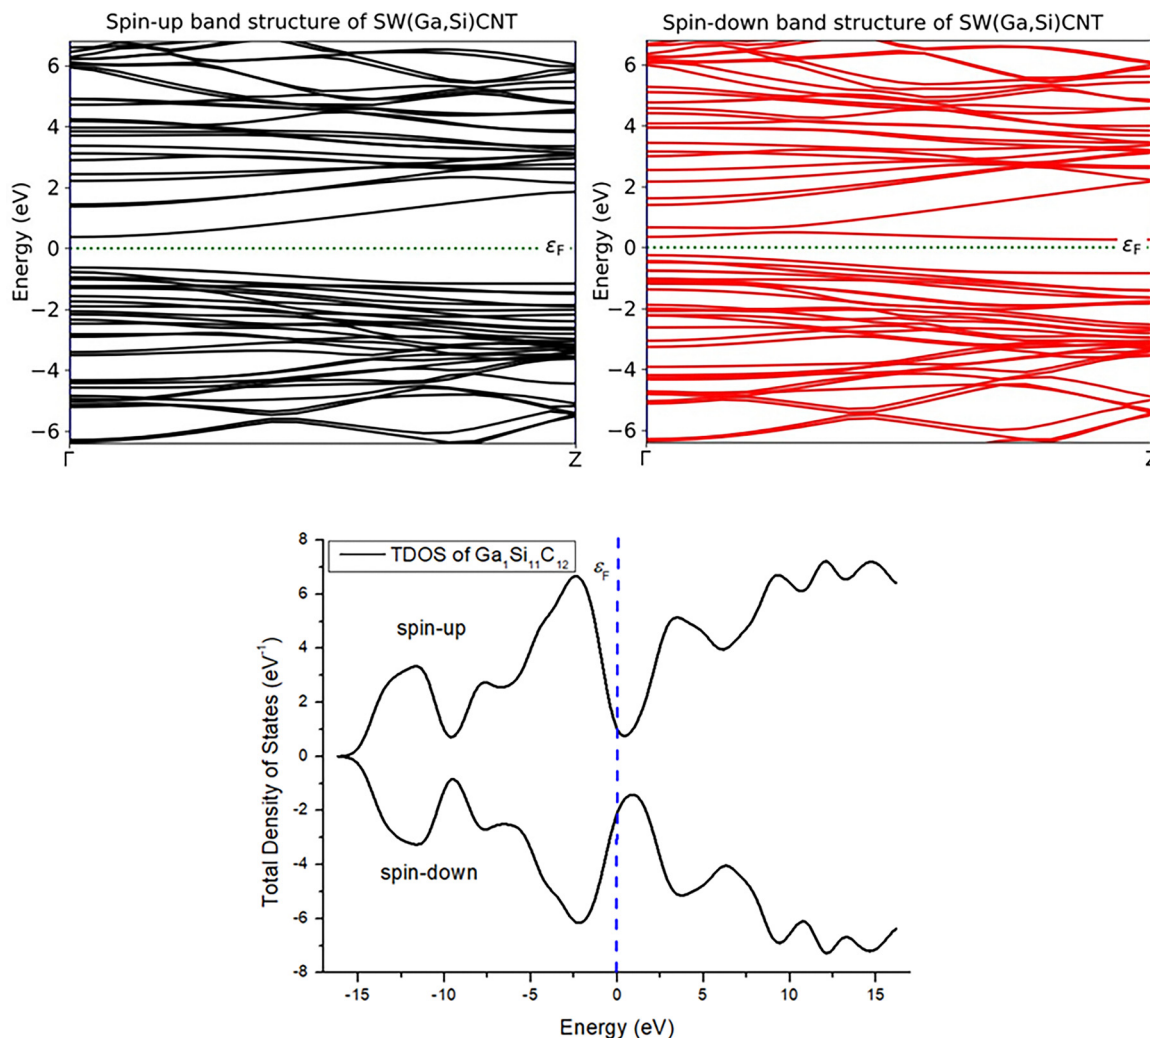 Spin-up band structure of SW(Ga,Si)CNT
Energy (eV)
6
4
2
0
−2
−4
−6
Γ
Z
εF
Spin-down band structure of SW(Ga,Si)CNT
Energy (eV)
6
4
2
0
−2
−4
−6
Γ
Z
εF
TDOS of Ga₁Si₁₁C₁₂
εF
spin-up
spin-down
Total Density of States (eV⁻¹)
8
6
4
2
0
-2
-4
-6
-8
-15 -10 -5 0 5 10 15
Energy (eV)